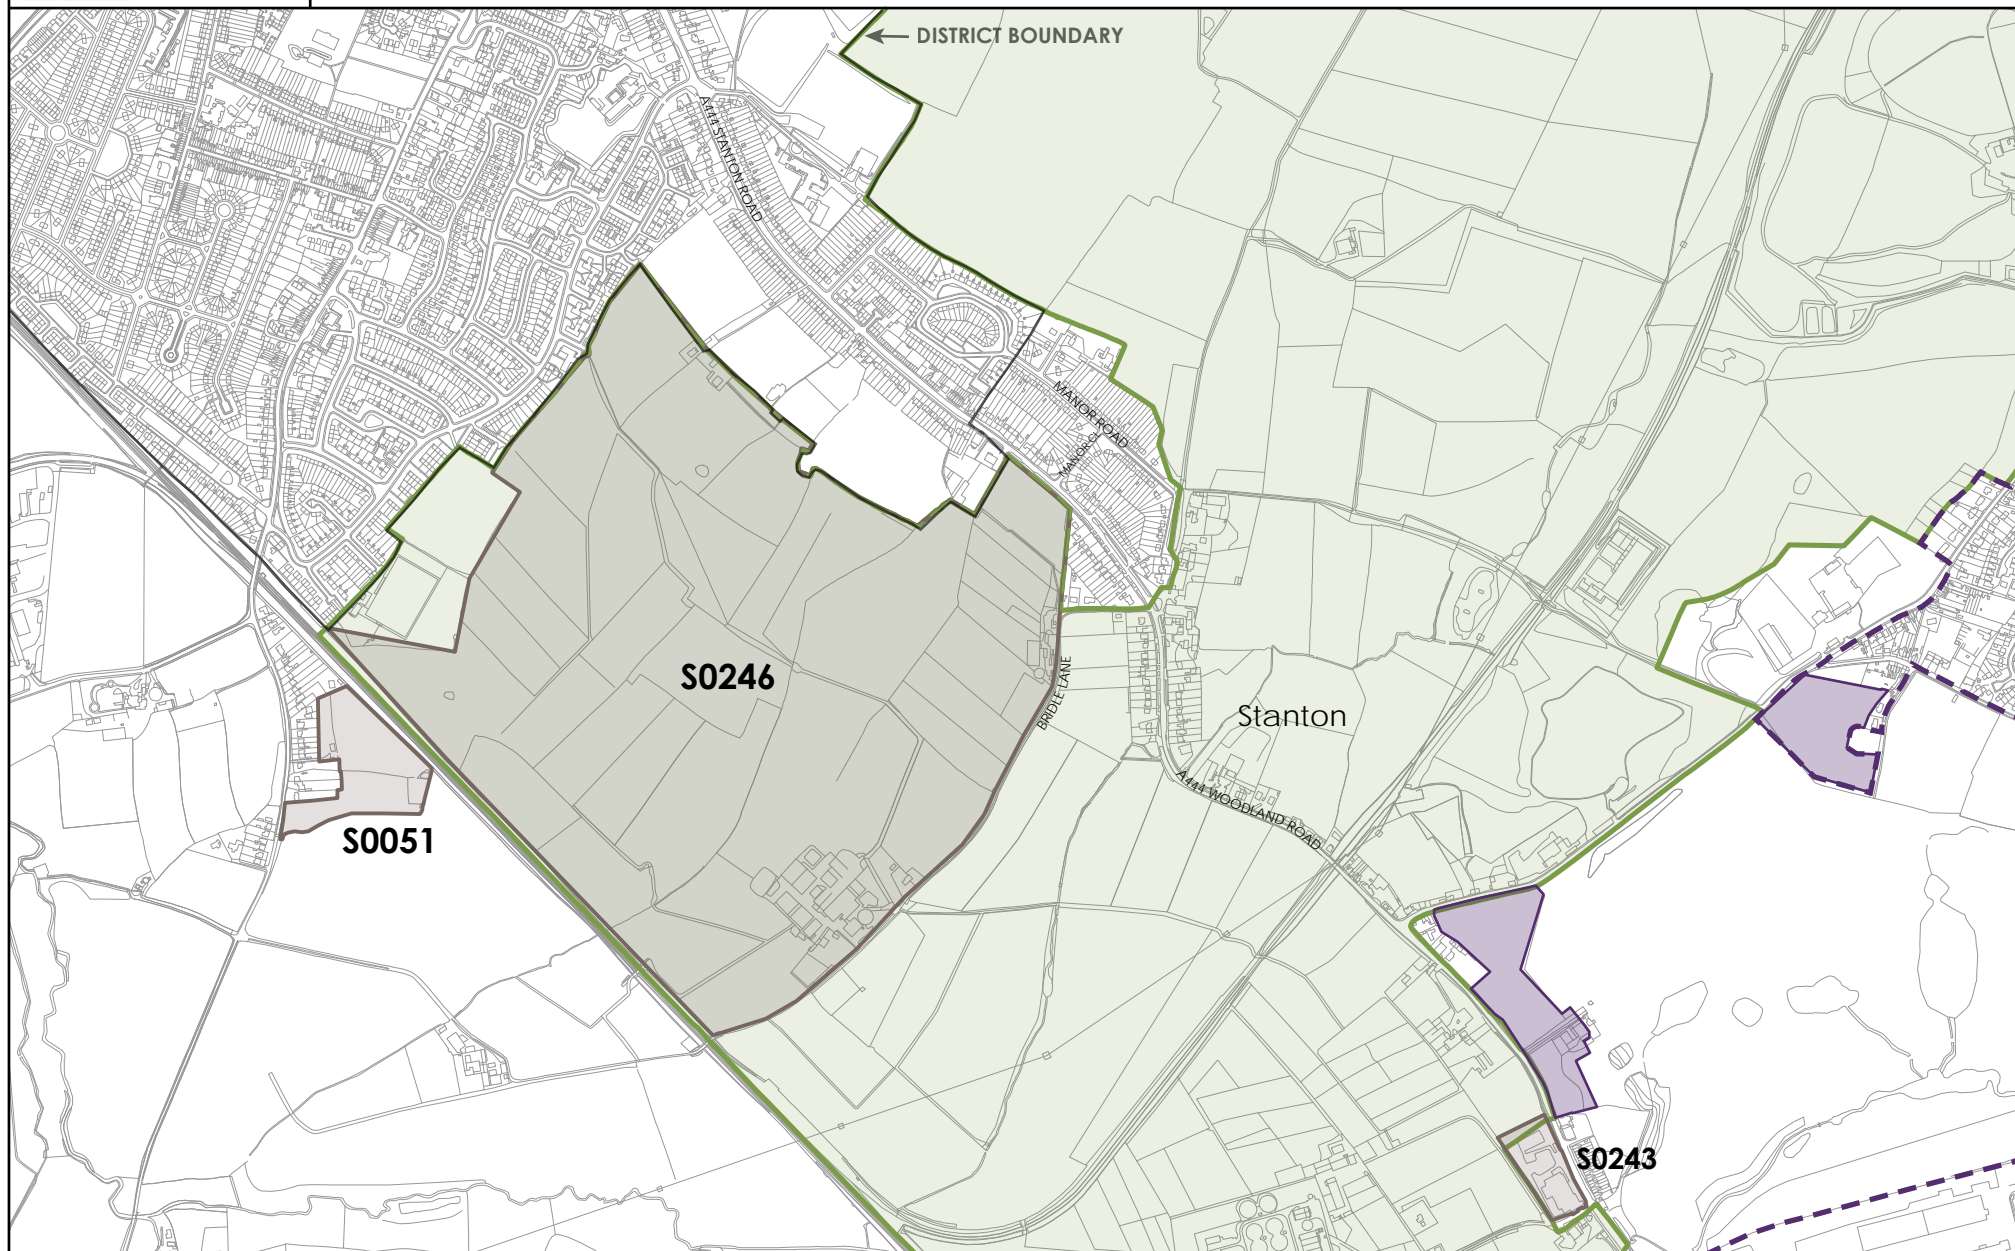 DISTRICT BOUNDARY
A444 STANTON ROAD
MANOR ROAD
S0246
BRIDLE LANE
Stanton
A444 WOODLAND ROAD
S0051
S0243